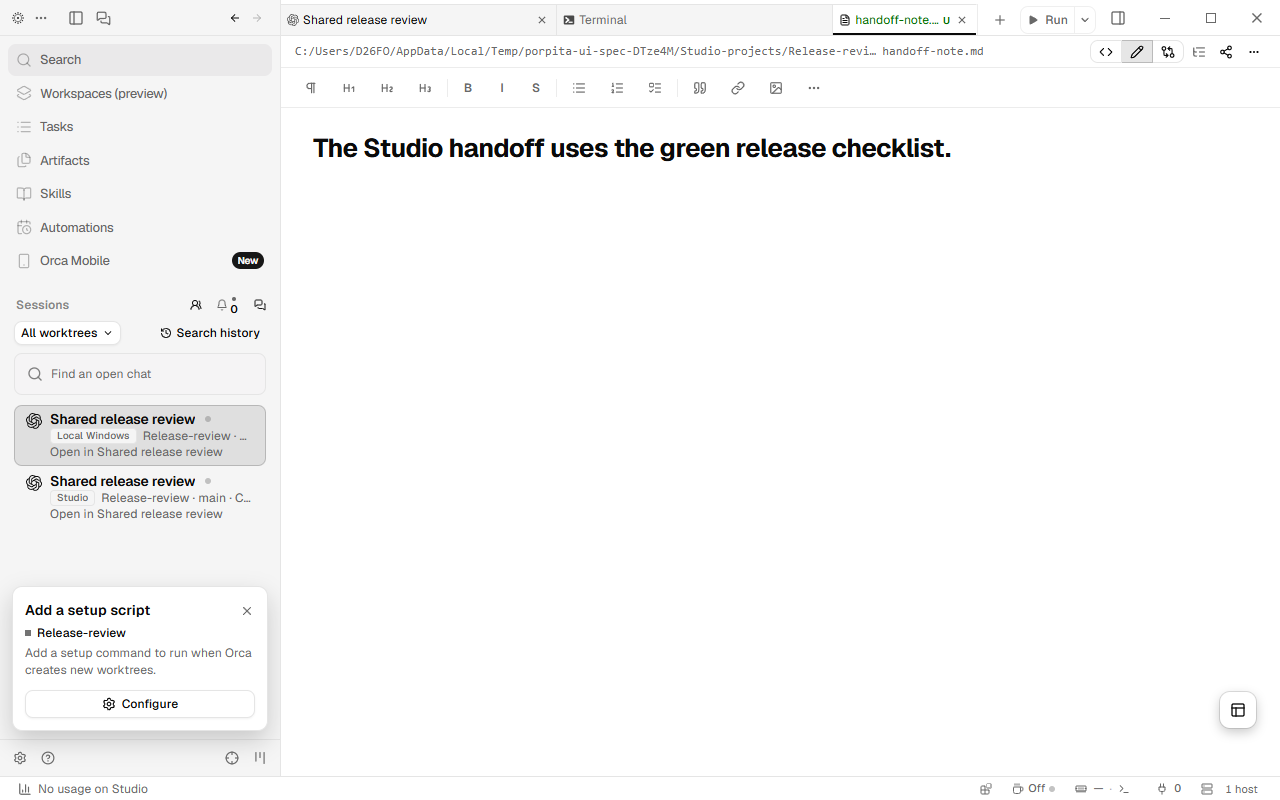 Shared release review
Terminal
handoff-note.... U
Run
C:/Users/D26FO/AppData/Local/Temp/porpita-ui-spec-DTze4M/Studio-projects/Release-revi… handoff-note.md
H1 H2 H3 B I S
The Studio handoff uses the green release checklist.
Search
Workspaces (preview)
Tasks
Artifacts
Skills
Automations
Orca Mobile
New
Sessions
0
All worktrees
Search history
Find an open chat
Shared release review
Local Windows Release-review · ...
Open in Shared release review
Shared release review
Studio Release-review · main · C...
Open in Shared release review
Add a setup script
Release-review
Add a setup command to run when Orca
creates new worktrees.
Configure
No usage on Studio
Off
0
1 host